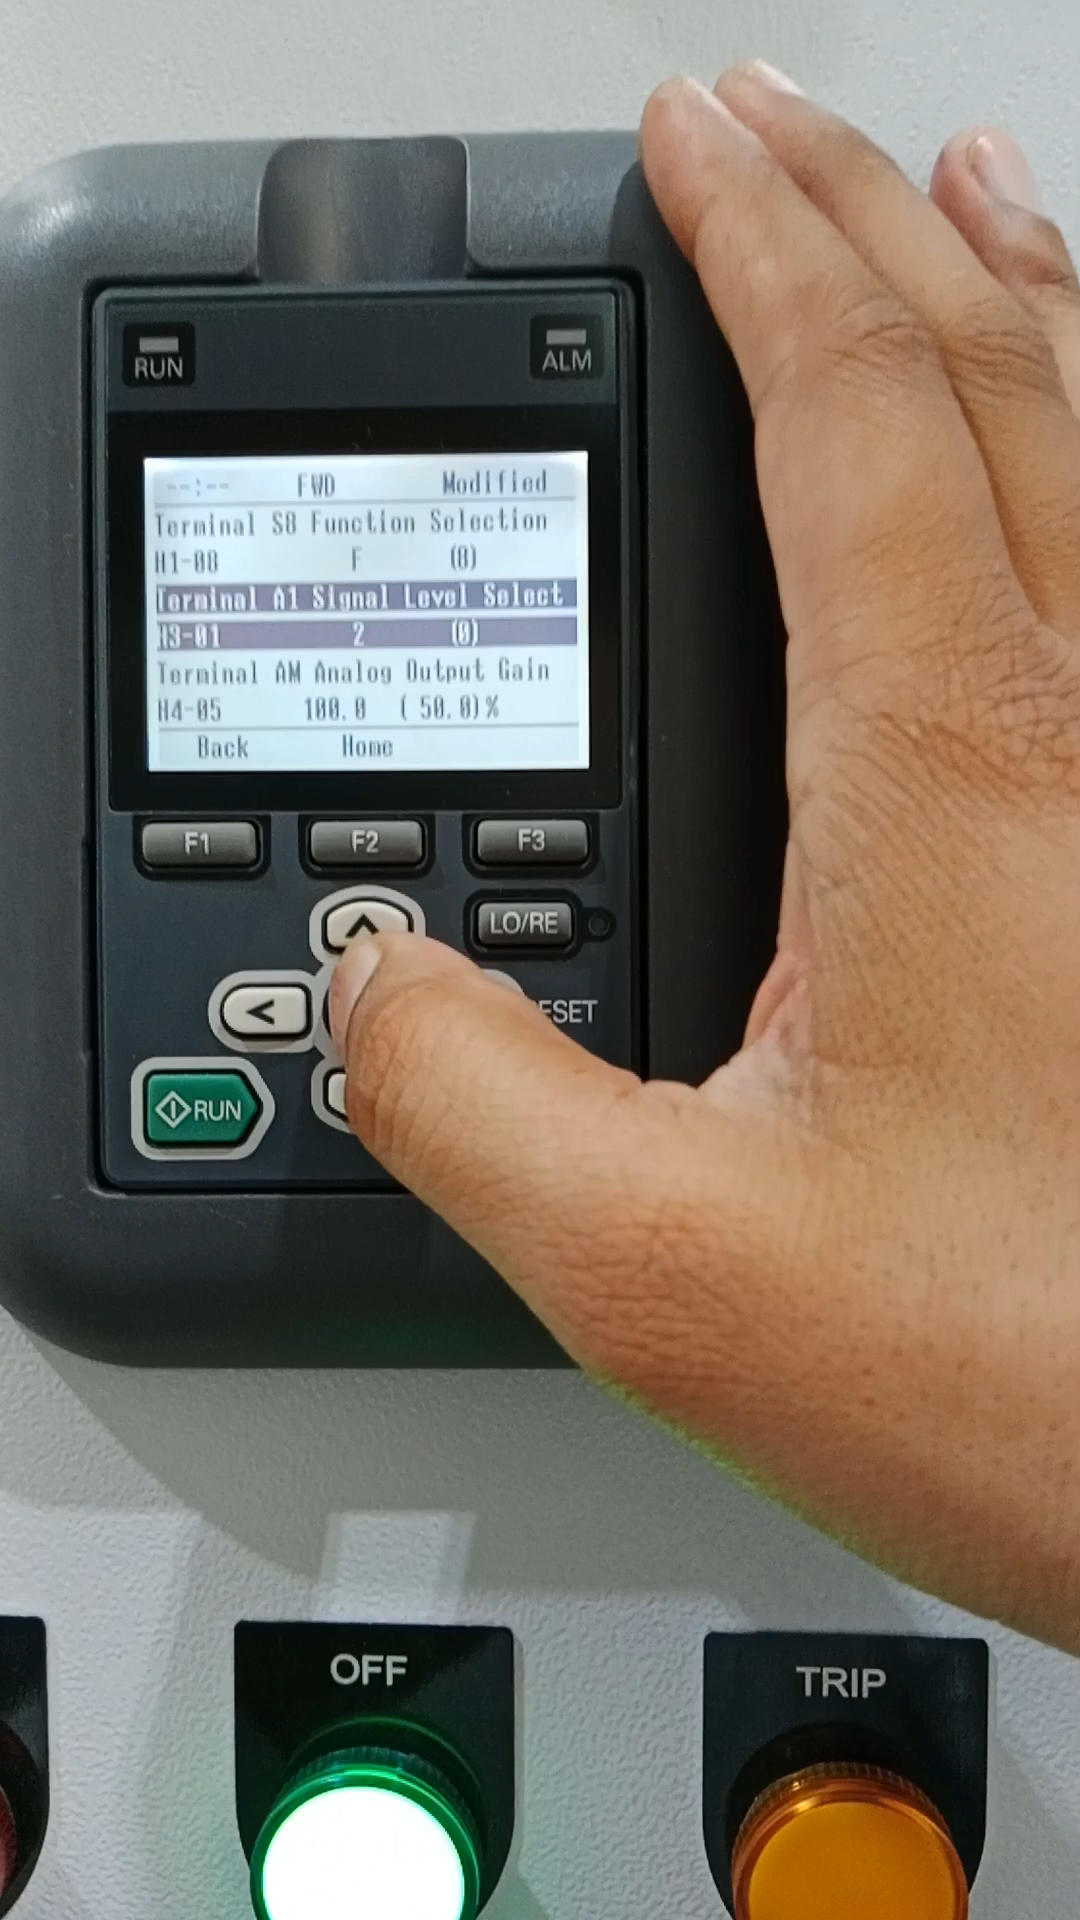 RUN
ALM
--:-- FWD Modified
Terminal S8 Function Selection
H1-08 F (8)
Terminal A1 Signal Level Select
H3-01 2 (0)
Terminal AM Analog Output Gain
H4-05 100.0 ( 50.0)%
Back Home
F1 F2 F3
LO/RE
<
ESET
RUN
OFF
TRIP